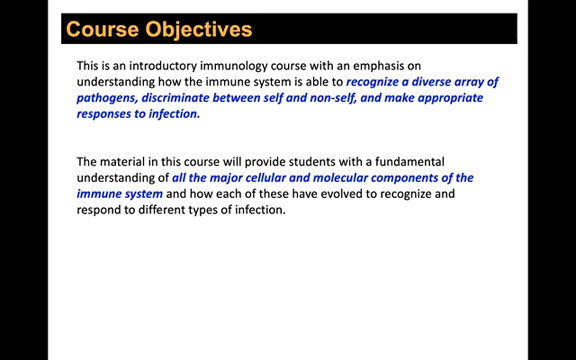 Course Objectives
This is an introductory immunology course with an emphasis on
understanding how the immune system is able to recognize a diverse array of
pathogens, discriminate between self and non-self, and make appropriate
responses to infection.
The material in this course will provide students with a fundamental
understanding of all the major cellular and molecular components of the
immune system and how each of these have evolved to recognize and
respond to different types of infection.